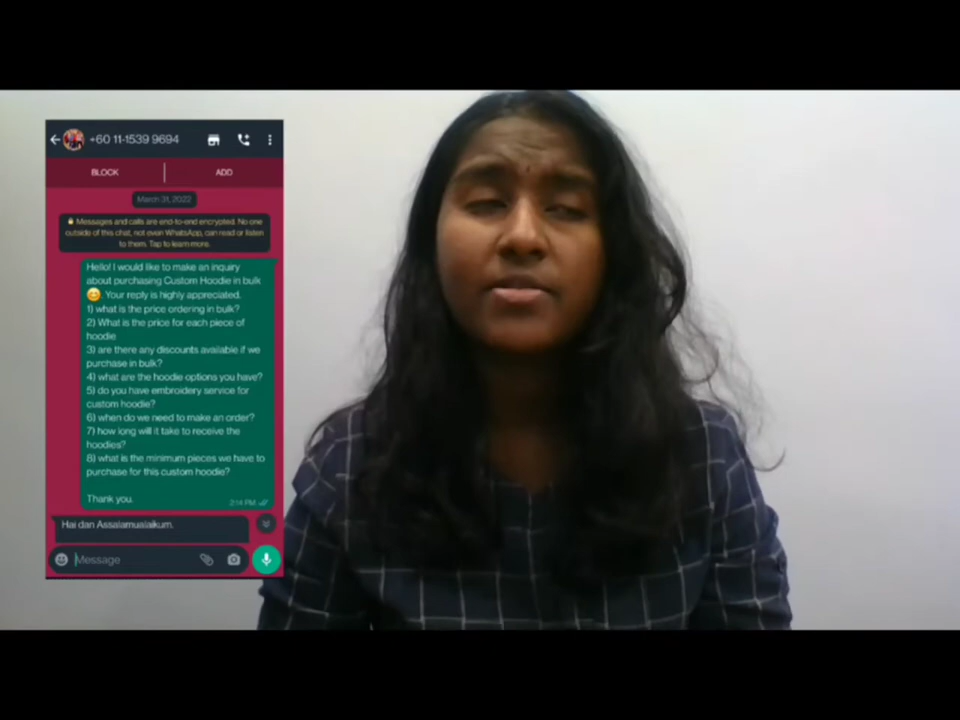 +60 11-1539 9694
BLOCK
ADD
March 31, 2022
Messages and calls are end-to-end encrypted. No one
outside of this chat, not even WhatsApp, can read or listen
to them. Tap to learn more.
Hello! I would like to make an inquiry
about purchasing Custom Hoodie in bulk
😊. Your reply is highly appreciated.
1) what is the price ordering in bulk?
2) What is the price for each piece of
hoodie
3) are there any discounts available if we
purchase in bulk?
4) what are the hoodie options you have?
5) do you have embroidery service for
custom hoodie?
6) when do we need to make an order?
7) how long will it take to receive the
hoodies?
8) what is the minimum pieces we have to
purchase for this custom hoodie?
Thank you.
2:14 PM
Hai dan Assalamualaikum.
Message